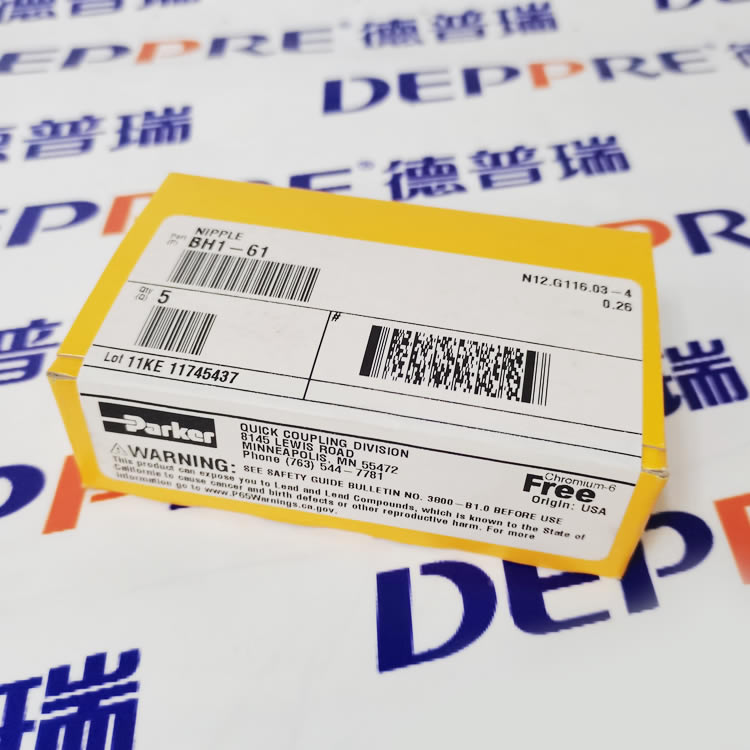 DEPPRE 德普瑞
DEPPRE
德普瑞
DEPPRE® 德普瑞
NIPPLE
BH1-61
N12.G116.03-4
0.26
Qty
(Q)
5
#
Lot 11KE 11745437
Parker
QUICK COUPLING DIVISION
8145 LEWIS ROAD
MINNEAPOLIS, MN 55472
Phone (763) 544-7781
WARNING: SEE SAFETY GUIDE BULLETIN NO. 3800-B1.0 BEFORE USE
This product can expose you to Lead and Lead Compounds, which is known to the State of
California to cause cancer and birth defects or other reproductive harm. For more
information go to www.P65Warnings.ca.gov.
Chromium-6
Free
Origin: USA
DEPPRE
瑞